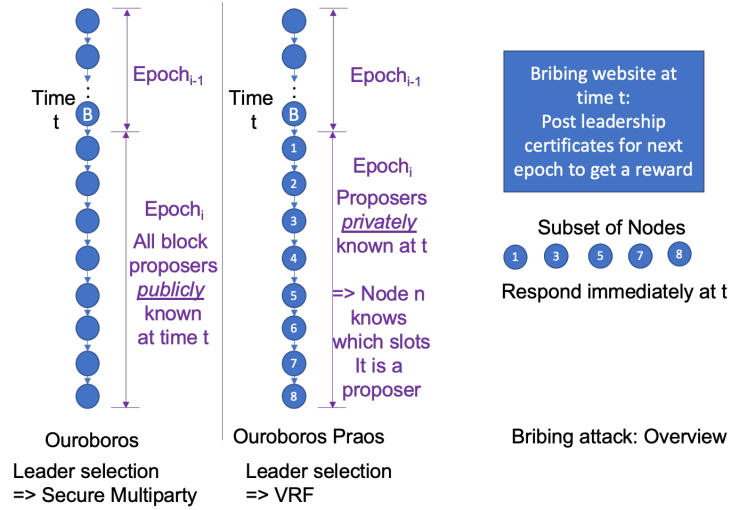 Epoch_{i-1}
:
Time
t
B
Epoch_i
All block
proposers
publicly
known
at time t
Ouroboros
Leader selection
=> Secure Multiparty
Epoch_{i-1}
:
Time
t
B
1
2
3
4
5
6
7
8
Epoch_i
Proposers
privately
known at t
=> Node n
knows
which slots
It is a
proposer
Ouroboros Praos
Leader selection
=> VRF
Bribing website at
time t:
Post leadership
certificates for next
epoch to get a reward
Subset of Nodes
1 3 5 7 8
Respond immediately at t
Bribing attack: Overview